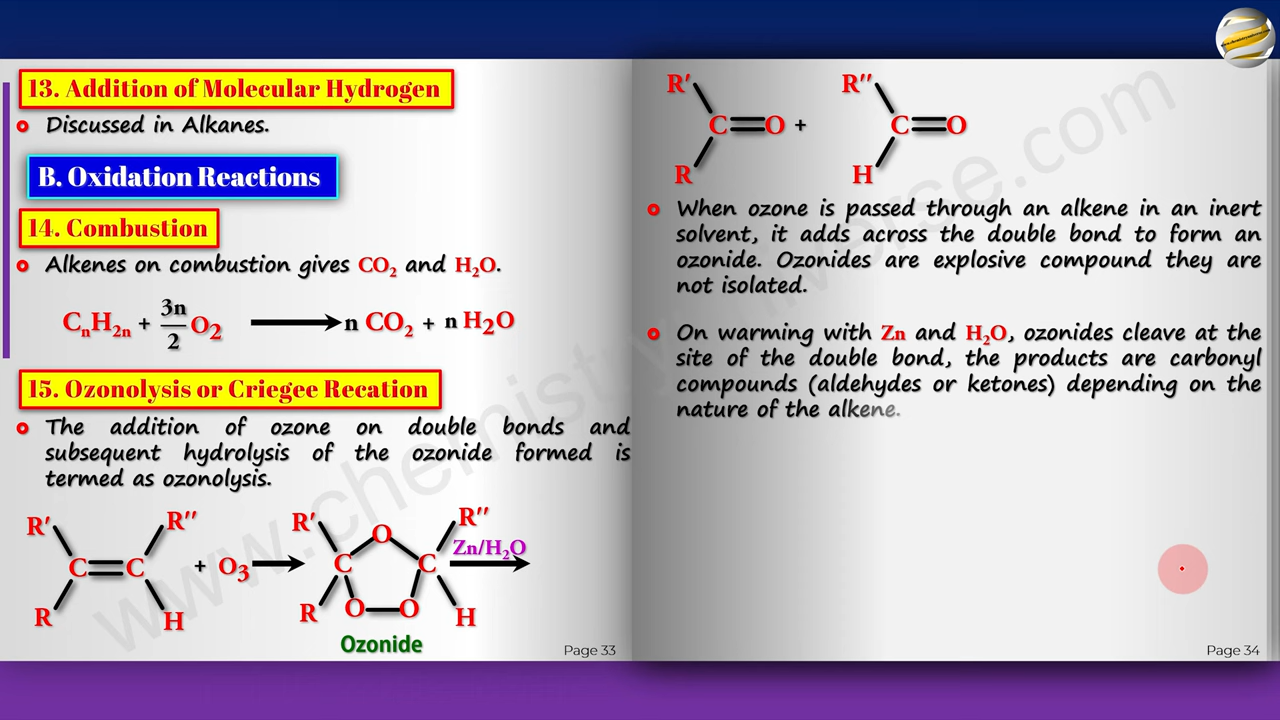 13. Addition of Molecular Hydrogen
Discussed in Alkanes.
B. Oxidation Reactions
14. Combustion
Alkenes on combustion gives CO2 and H2O.
CnH2n + 3n/2 O2 → n CO2 + n H2O
15. Ozonolysis or Criegee Recation
The addition of ozone on double bonds and
subsequent hydrolysis of the ozonide formed is
termed as ozonolysis.
R' R'' R' O R''
C=C + O3 → C C Zn/H2O
R H R O O H
Ozonide
Page 33
R' R''
C=O + C=O
R H
When ozone is passed through an alkene in an inert
solvent, it adds across the double bond to form an
ozonide. Ozonides are explosive compound they are
not isolated.
On warming with Zn and H2O, ozonides cleave at the
site of the double bond, the products are carbonyl
compounds (aldehydes or ketones) depending on the
nature of the alkene.
Page 34